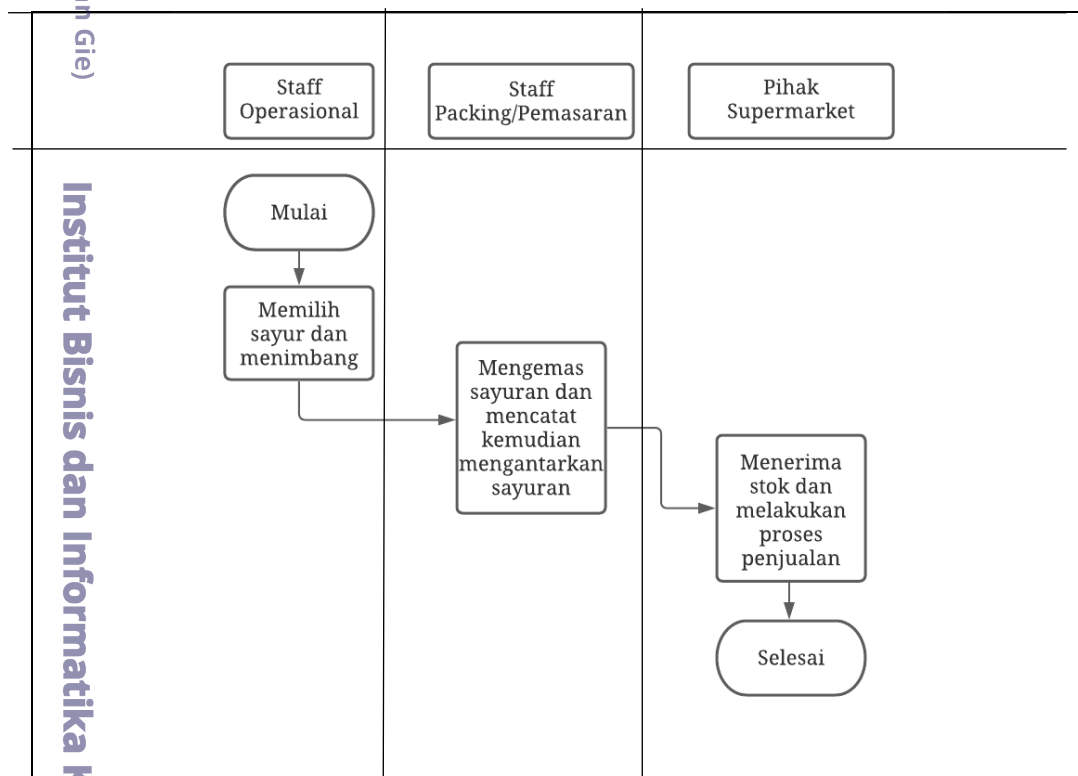 n Gie)
Staff
Operasional
Staff
Packing/Pemasaran
Pihak
Supermarket
Institut Bisnis dan Informatika
Mulai
Memilih
sayur dan
menimbang
Mengemas
sayuran dan
mencatat
kemudian
mengantarkan
sayuran
Menerima
stok dan
melakukan
proses
penjualan
Selesai